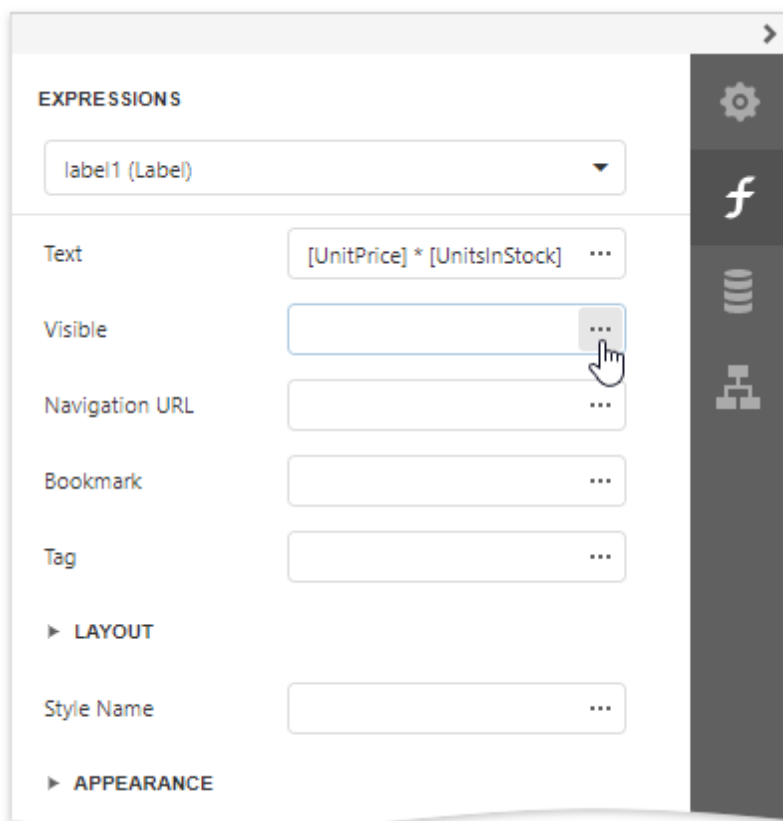 EXPRESSIONS
label1 (Label)
Text [UnitPrice] * [UnitsInStock] ...
Visible ...
Navigation URL ...
Bookmark ...
Tag ...
LAYOUT
Style Name ...
APPEARANCE